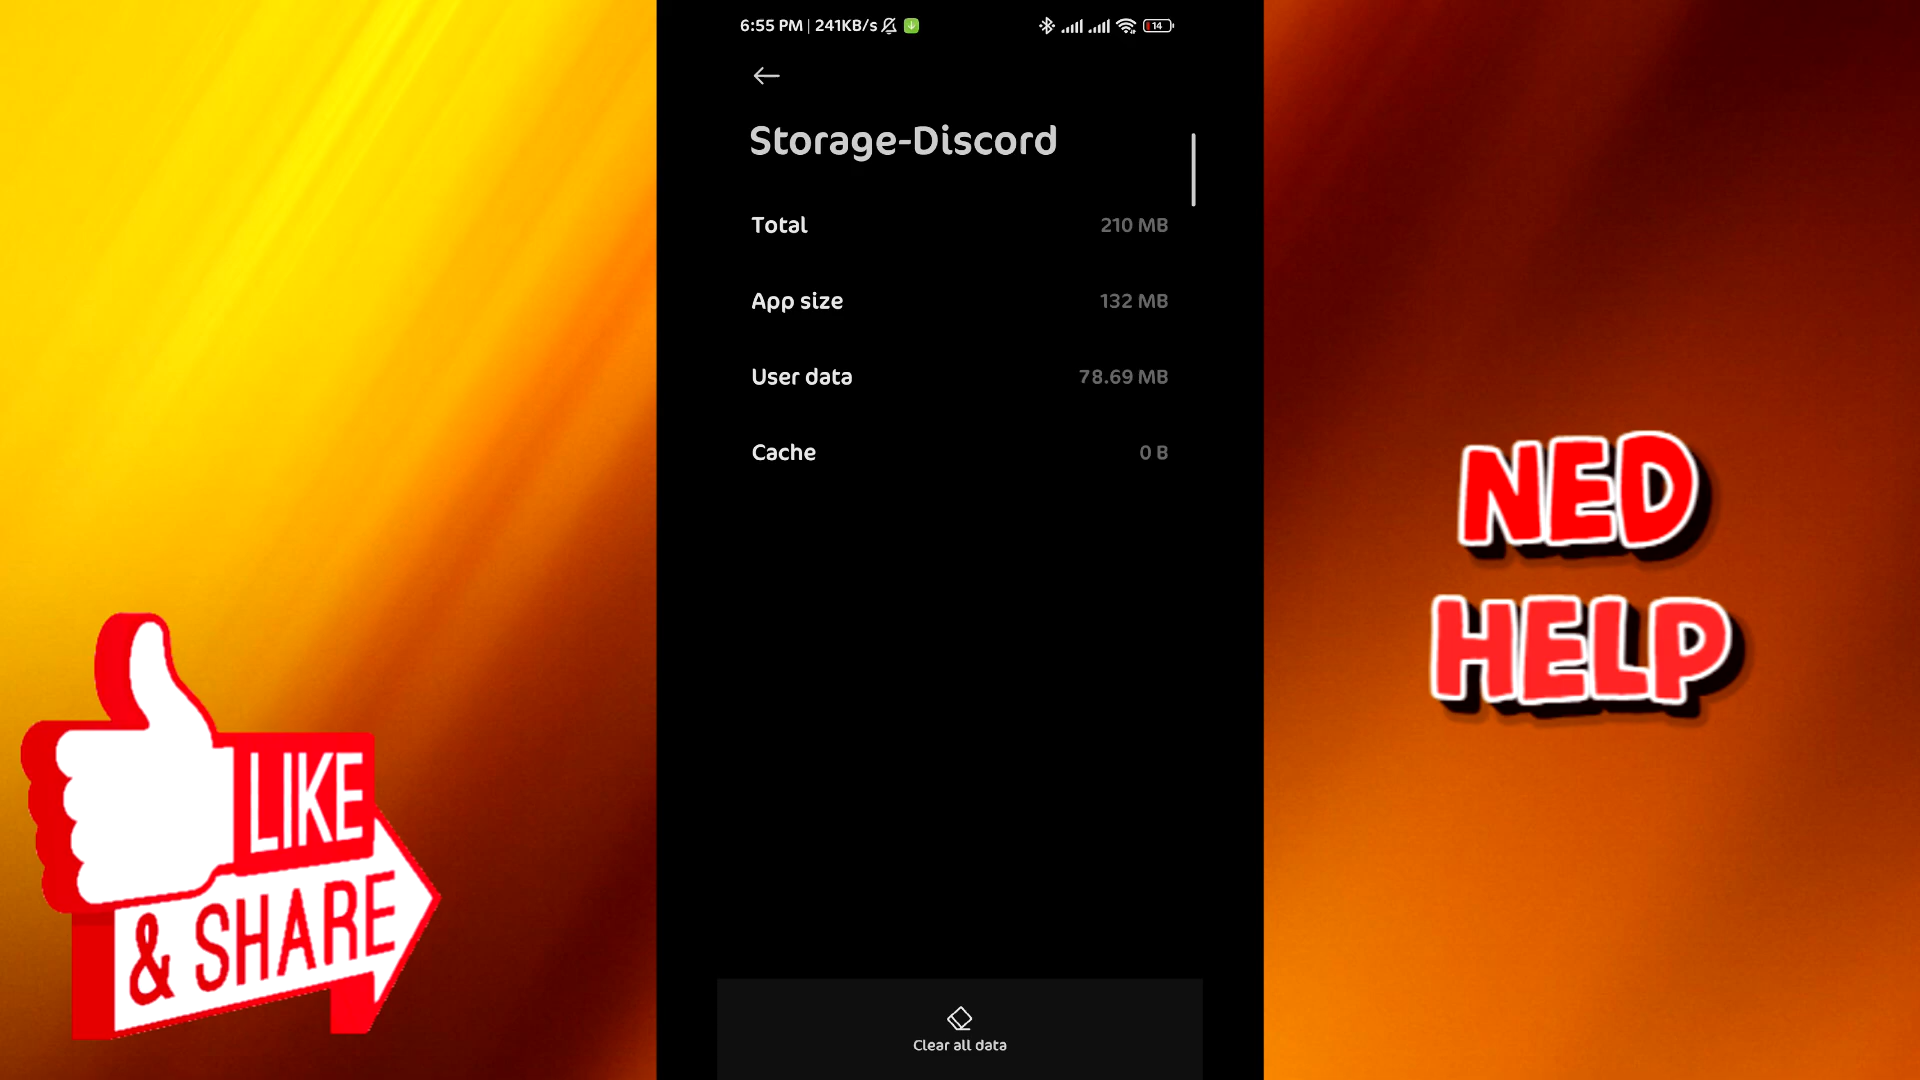 6:55 PM | 241KB/s
14
Storage-Discord
Total 210 MB
App size 132 MB
User data 78.69 MB
Cache 0 B
Clear all data
LIKE
& SHARE
NED
HELP